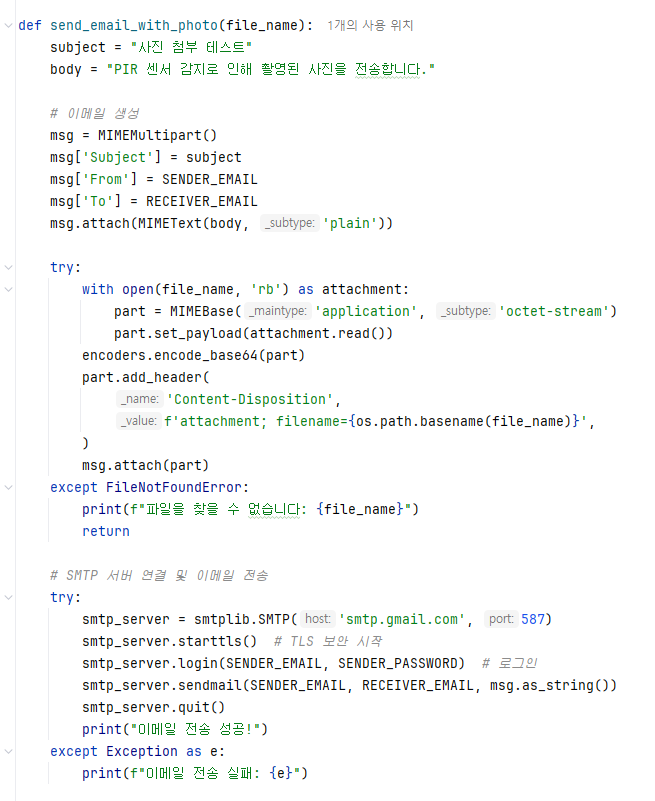 def send_email_with_photo(file_name): 1개의 사용 위치
    subject = "사진 첨부 테스트"
    body = "PIR 센서 감지로 인해 촬영된 사진을 전송합니다."

    # 이메일 생성
    msg = MIMEMultipart()
    msg['Subject'] = subject
    msg['From'] = SENDER_EMAIL
    msg['To'] = RECEIVER_EMAIL
    msg.attach(MIMEText(body, _subtype: 'plain'))

    try:
        with open(file_name, 'rb') as attachment:
            part = MIMEBase(_maintype: 'application', _subtype: 'octet-stream')
            part.set_payload(attachment.read())
        encoders.encode_base64(part)
        part.add_header(
            _name: 'Content-Disposition',
            _value: f'attachment; filename={os.path.basename(file_name)}',
        )
        msg.attach(part)
    except FileNotFoundError:
        print(f"파일을 찾을 수 없습니다: {file_name}")
        return

    # SMTP 서버 연결 및 이메일 전송
    try:
        smtp_server = smtplib.SMTP(host: 'smtp.gmail.com', port: 587)
        smtp_server.starttls()  # TLS 보안 시작
        smtp_server.login(SENDER_EMAIL, SENDER_PASSWORD)  # 로그인
        smtp_server.sendmail(SENDER_EMAIL, RECEIVER_EMAIL, msg.as_string())
        smtp_server.quit()
        print("이메일 전송 성공!")
    except Exception as e:
        print(f"이메일 전송 실패: {e}")